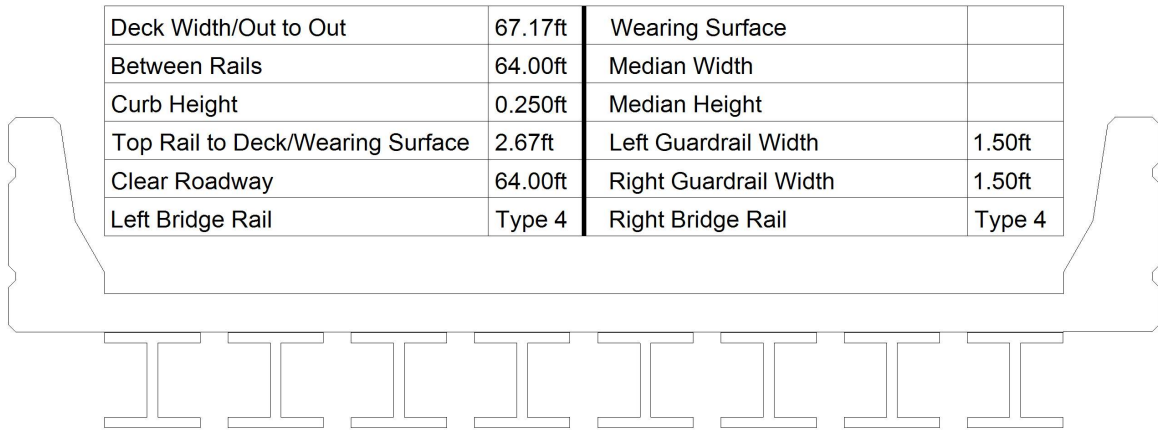 Deck Width/Out to Out 67.17ft Wearing Surface
Between Rails 64.00ft Median Width
Curb Height 0.250ft Median Height
Top Rail to Deck/Wearing Surface 2.67ft Left Guardrail Width 1.50ft
Clear Roadway 64.00ft Right Guardrail Width 1.50ft
Left Bridge Rail Type 4 Right Bridge Rail Type 4